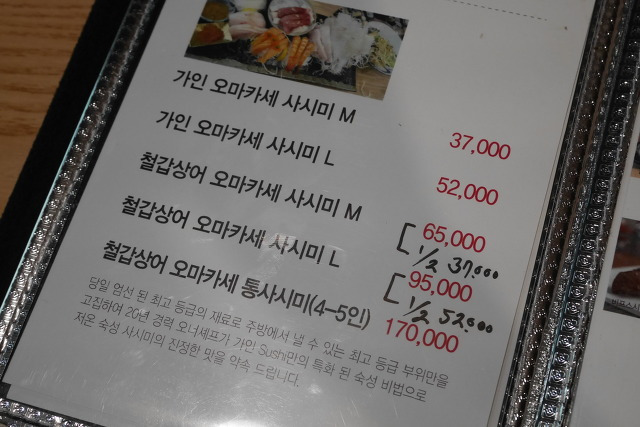 가인 오마카세 사시미 M 37,000
가인 오마카세 사시미 L 52,000
철갑상어 오마카세 사시미 M 65,000
1/2 37,000
철갑상어 오마카세 사시미 L 95,000
1/2 52,000
철갑상어 오마카세 통사시미(4-5인) 170,000
당일 엄선 된 최고 등급의 재료로 주방에서 낼 수 있는 최고 등급 부위만을
고집하여 20년 경력 오너셰프가 가인 Sushi만의 특화 된 숙성 비법으로
저온 숙성 사시미의 진정한 맛을 약속 드립니다.